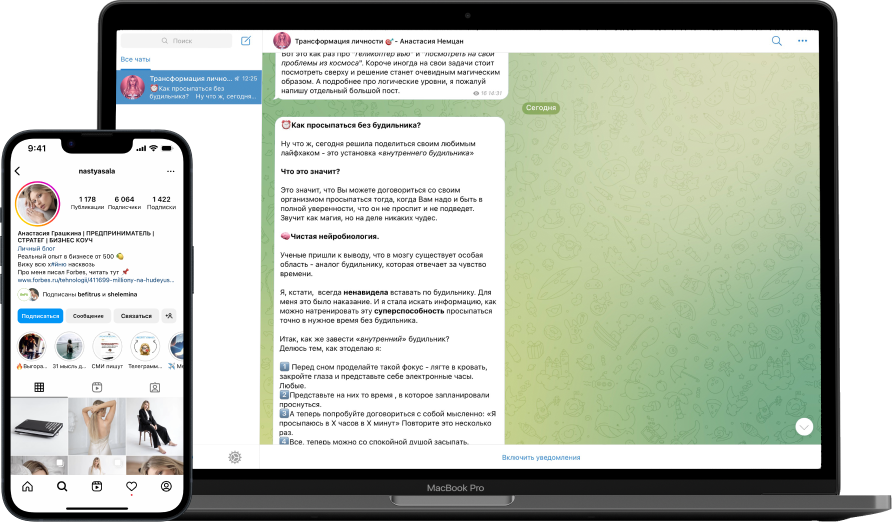 Поиск
Все чаты
Трансформация лично... 12:25
⏰Как просыпаться без
будильника? Ну что ж, сегодня...
Трансформация личности 🎯 - Анастасия Немцан
Вот это как раз про "Геликоптер вью" и "посмотреть на свои
проблемы из космоса". Короче иногда на свои задачи стоит
посмотреть сверху и решение станет очевидным магическим
образом. А подробнее про логические уровни, я пожалуй
напишу отдельный большой пост.
16 14:31
Сегодня
⏰Как просыпаться без будильника?
Ну что ж, сегодня решила поделиться своим любимым
лайфхаком - это установка «внутреннего будильника»
Что это значит?
Это значит, что Вы можете договориться со своим
организмом просыпаться тогда, когда Вам надо и быть в
полной уверенности, что он не проспит и не подведет.
Звучит как магия, но на деле никаких чудес.
🧠Чистая нейробиология.
Ученые пришли к выводу, что в мозгу существует особая
область - аналог будильнику, которая отвечает за чувство
времени.
Я, кстати, всегда ненавидела вставать по будильнику. Для
меня это было наказание. И я стала искать информацию, как
можно натренировать эту суперспособность просыпаться
точно в нужное время без будильника.
Итак, как же завести «внутренний» будильник?
Делюсь тем, как этоделаю я:
1️⃣ Перед сном проделайте такой фокус - лягте в кровать,
закройте глаза и представьте себе электронные часы.
Любые.
2️⃣Представьте на них то время , в которое запланировали
проснуться.
3️⃣А теперь попробуйте договориться с собой мысленно: «Я
просыпаюсь в Х часов в Х минут» Повторите это несколько
раз.
4️⃣Все, теперь можно со спокойной душой засыпать.
Включить уведомления
MacBook Pro
9:41
nastyasala
1 178 6 064 1 422
Публикации Подписчики Подписки
Анастасия Грашкина | ПРЕДПРИНИМАТЕЛЬ |
СТРАТЕГ | БИЗНЕС КОУЧ
Личный блог
Реальный опыт в бизнесе от 500 💰
Вижу всю х#йню насквозь
Про меня писал Forbes, читать тут 📌
www.forbes.ru/tehnologii/411699-milliony-na-hudeyus...
Подписаны befitrus и shelemina
Подписаться Сообщение Связаться
🔥Выгора... 31 мысль д... СМИ пишут Телеграмм...